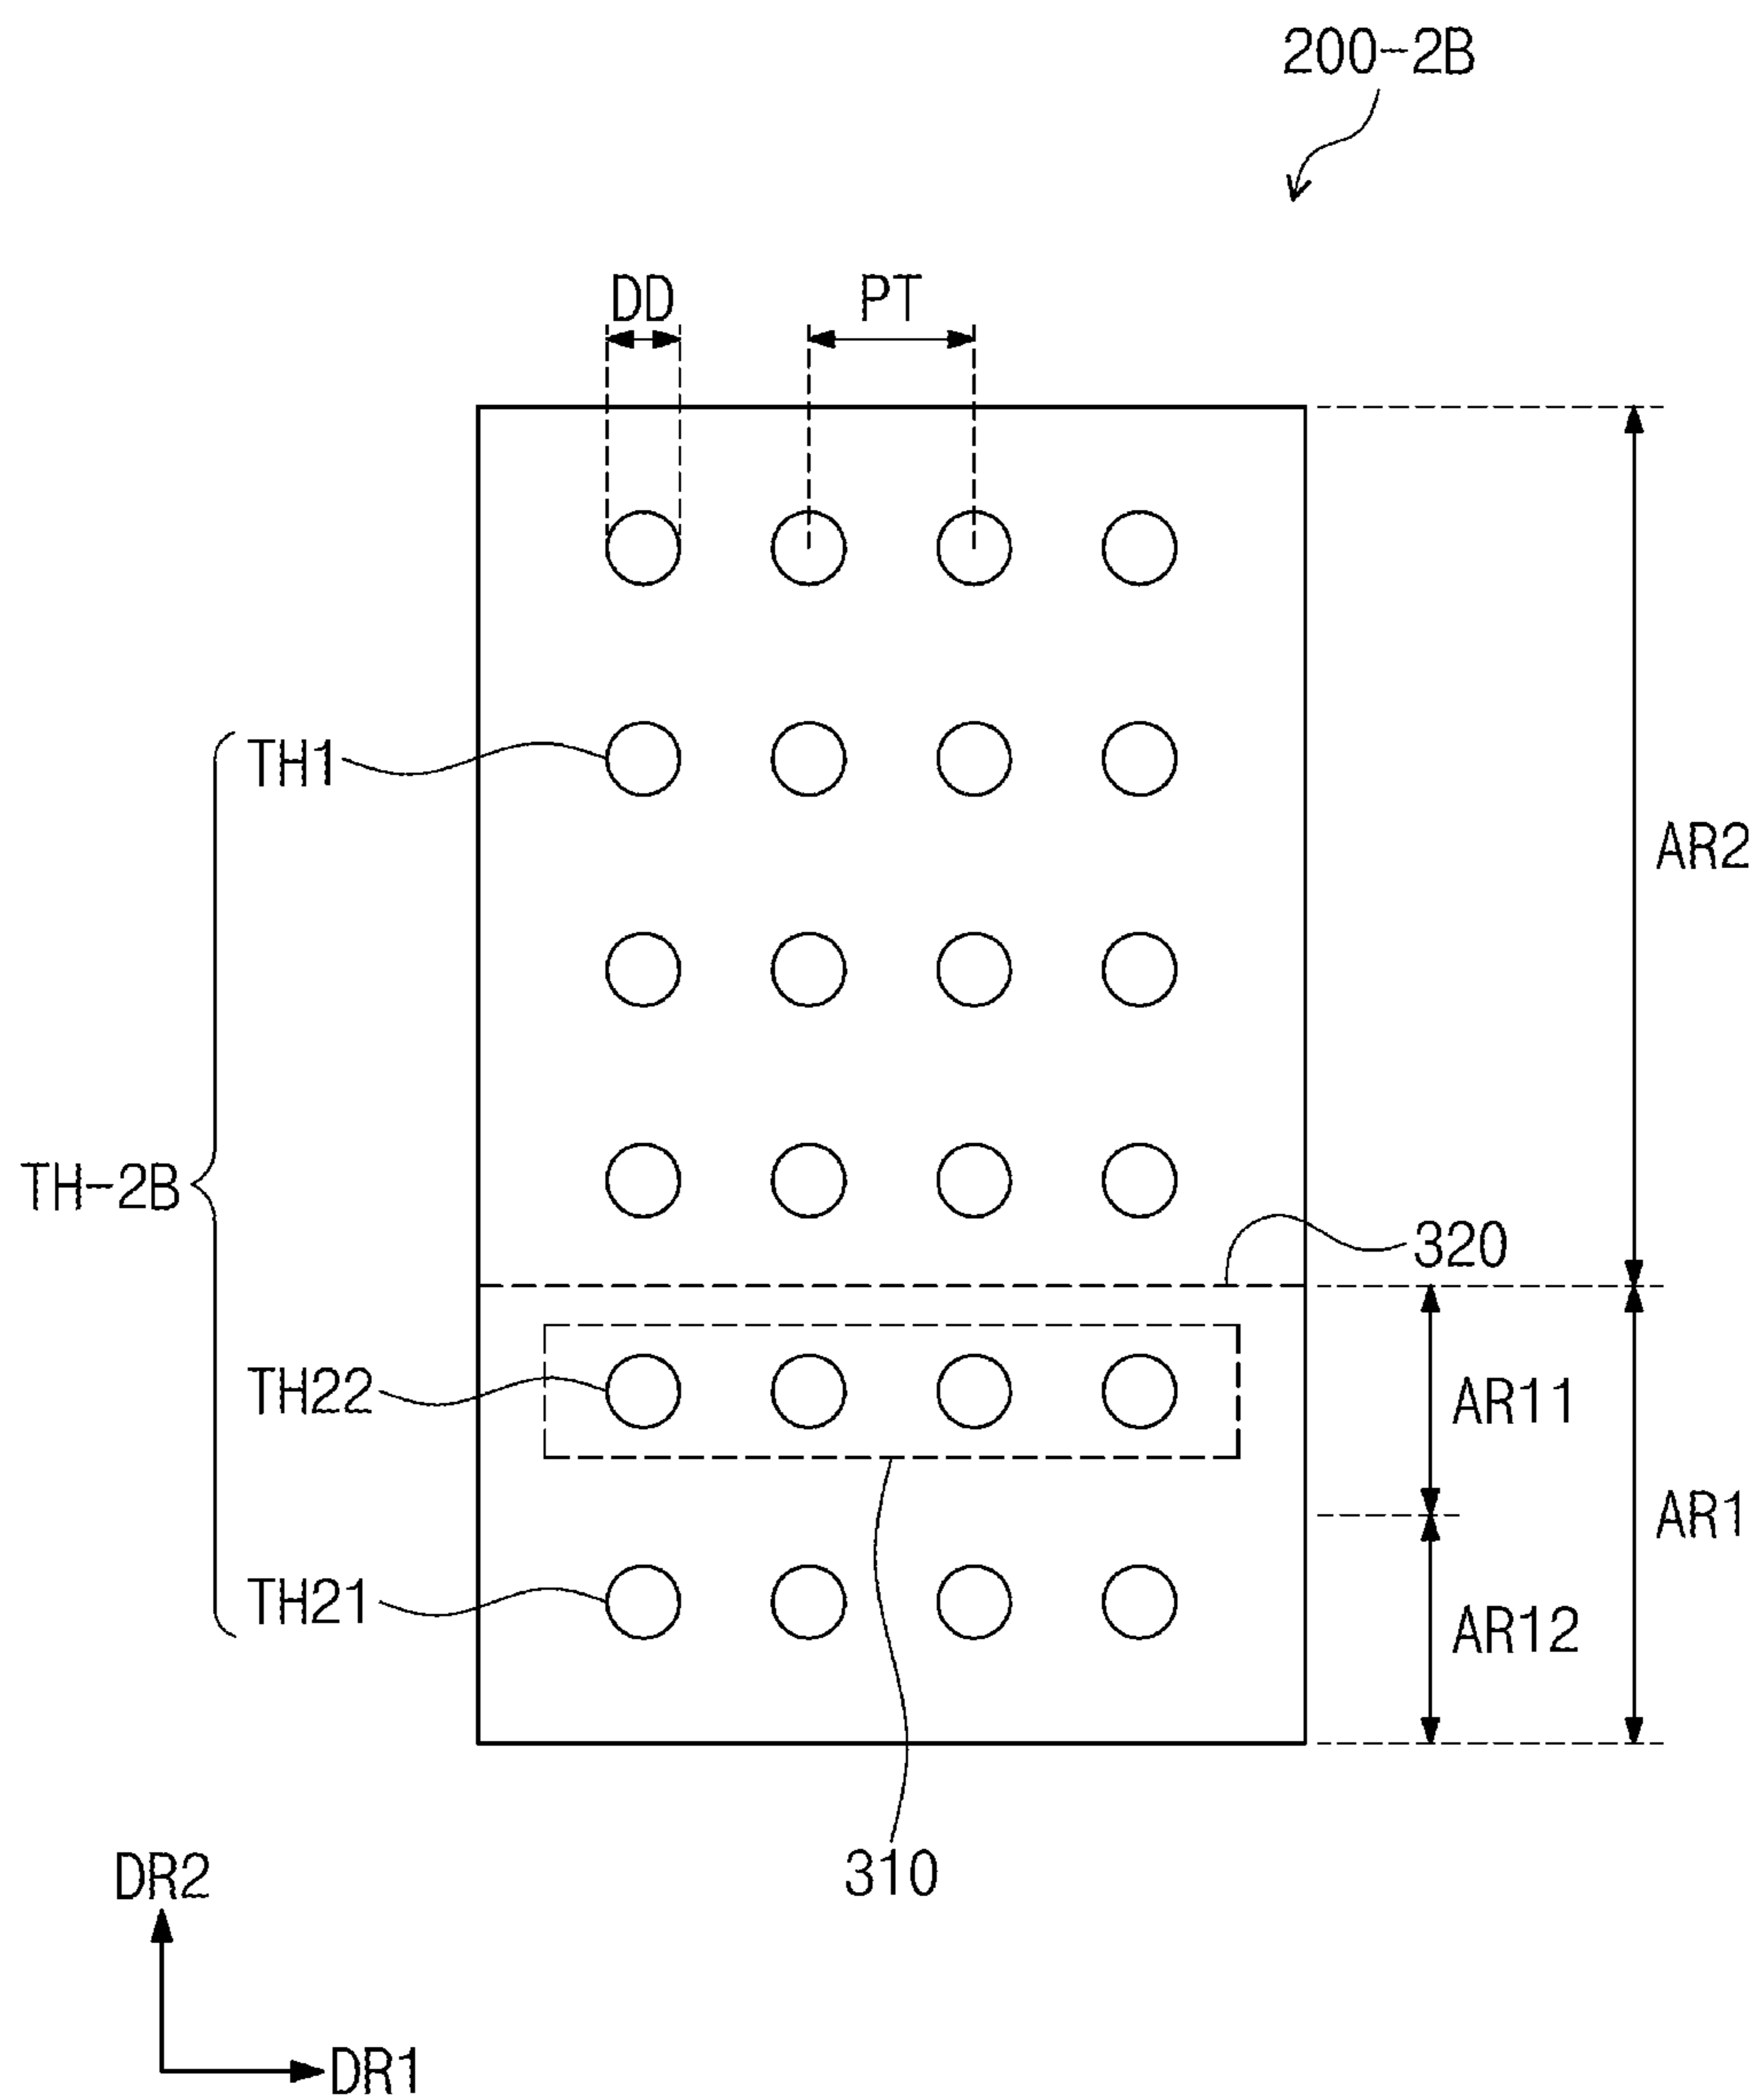 200-2B
DD
PT
TH1
AR2
TH-2B
320
TH22
AR11
AR1
TH21
AR12
310
DR2
DR1